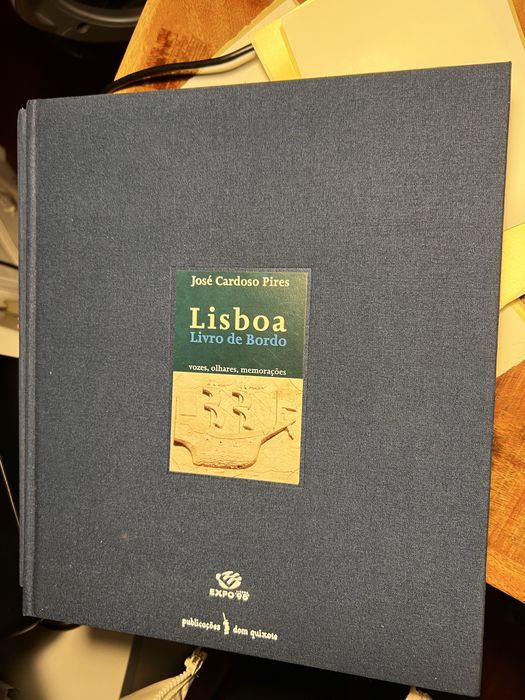 José Cardoso Pires
Lisboa
Livro de Bordo
vozes, olhares, memorações
EXPO'98
publicações dom quixote